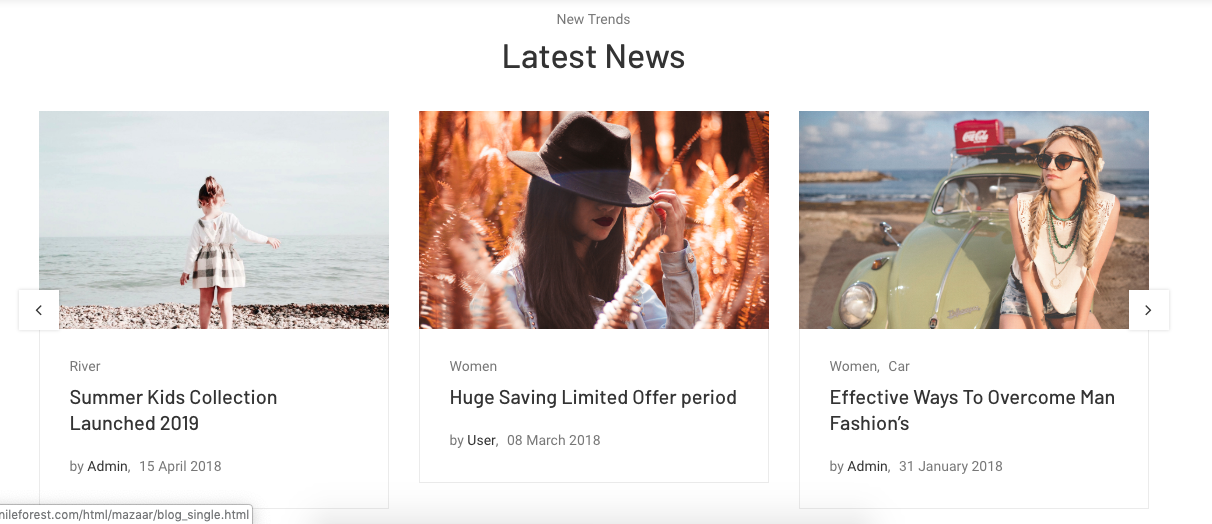 New Trends
Latest News
Coca-Cola
River
Summer Kids Collection
Launched 2019
by Admin, 15 April 2018
Women
Huge Saving Limited Offer period
by User, 08 March 2018
Women, Car
Effective Ways To Overcome Man
Fashion’s
by Admin, 31 January 2018
nileforest.com/html/mazaar/blog_single.html